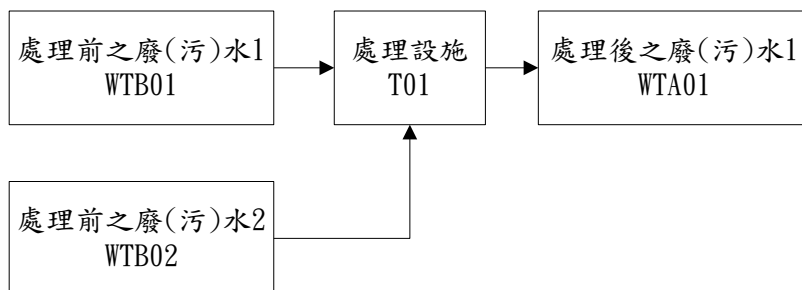 處理前之廢(污)水1
WTB01
處理設施
T01
處理後之廢(污)水1
WTA01
處理前之廢(污)水2
WTB02